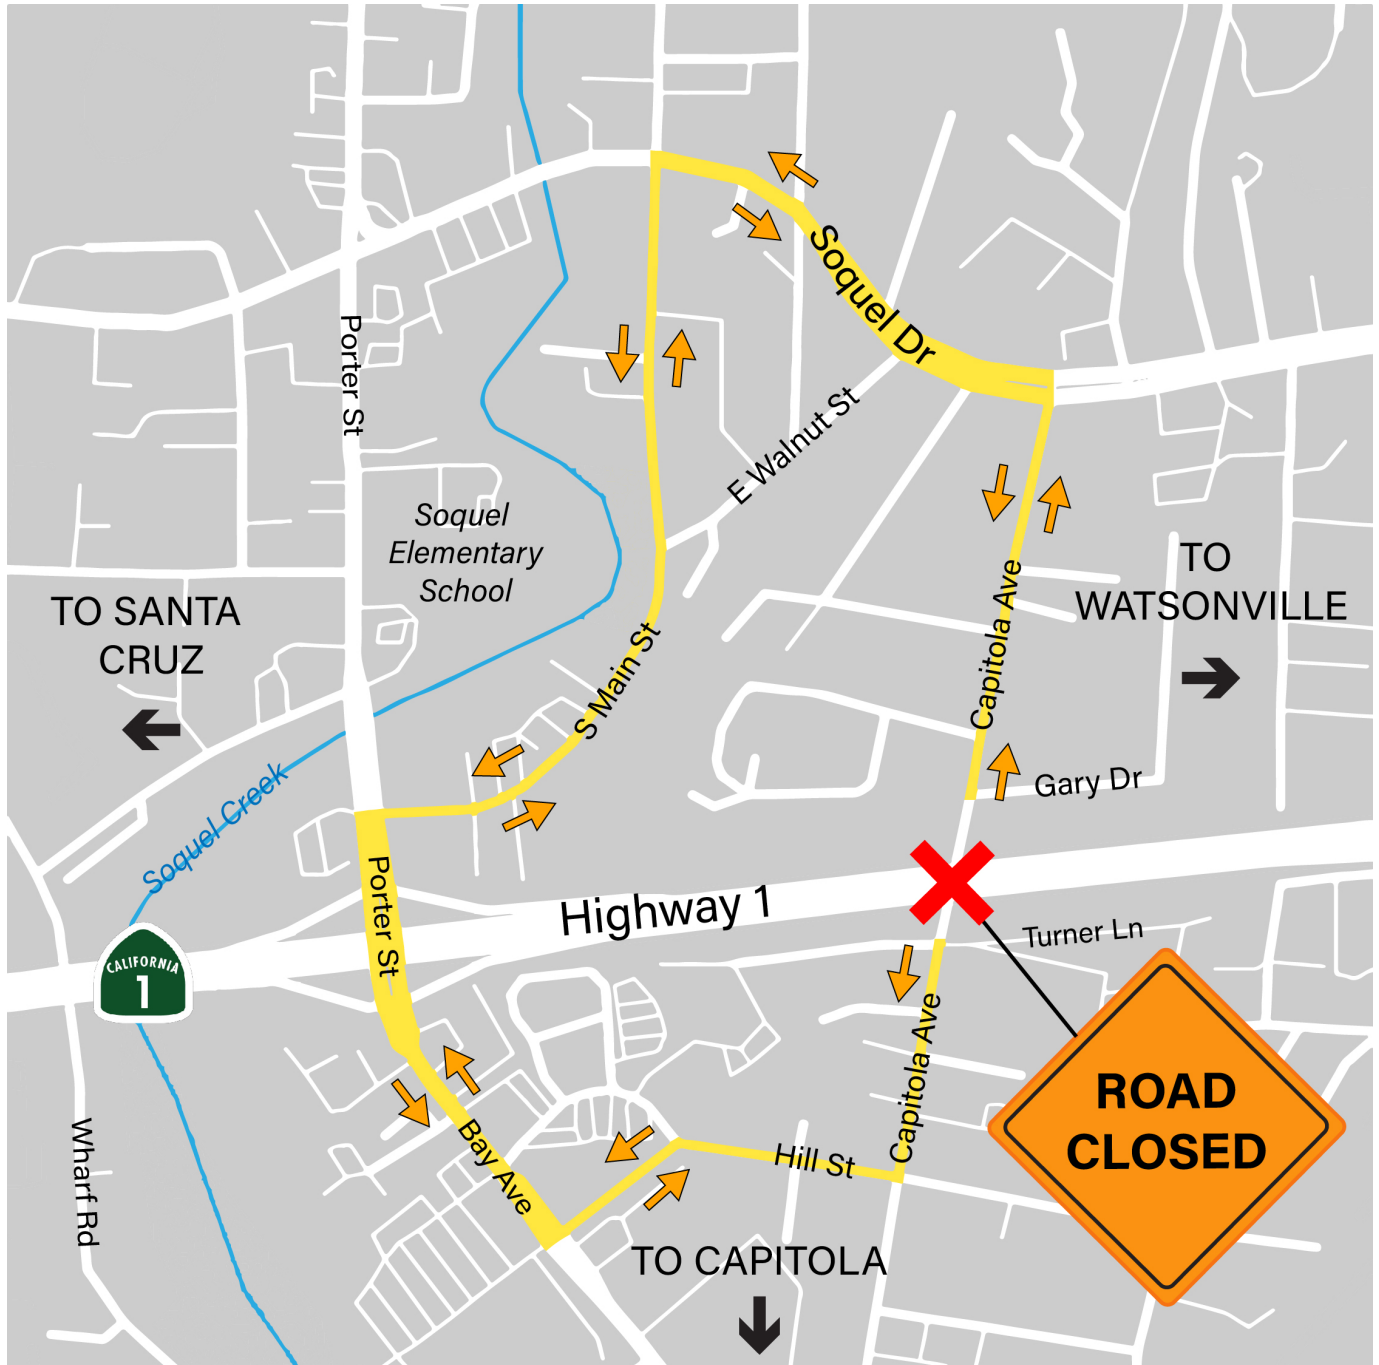 Soquel Dr
Porter St
E Walnut St
Soquel
Elementary
School
TO
WATSONVILLE
TO SANTA
CRUZ
Capitola Ave
S Main St
Gary Dr
Soquel Creek
Porter St
Highway 1
Turner Ln
CALIFORNIA
1
Capitola Ave
ROAD
CLOSED
Wharf Rd
Bay Ave
Hill St
TO CAPITOLA